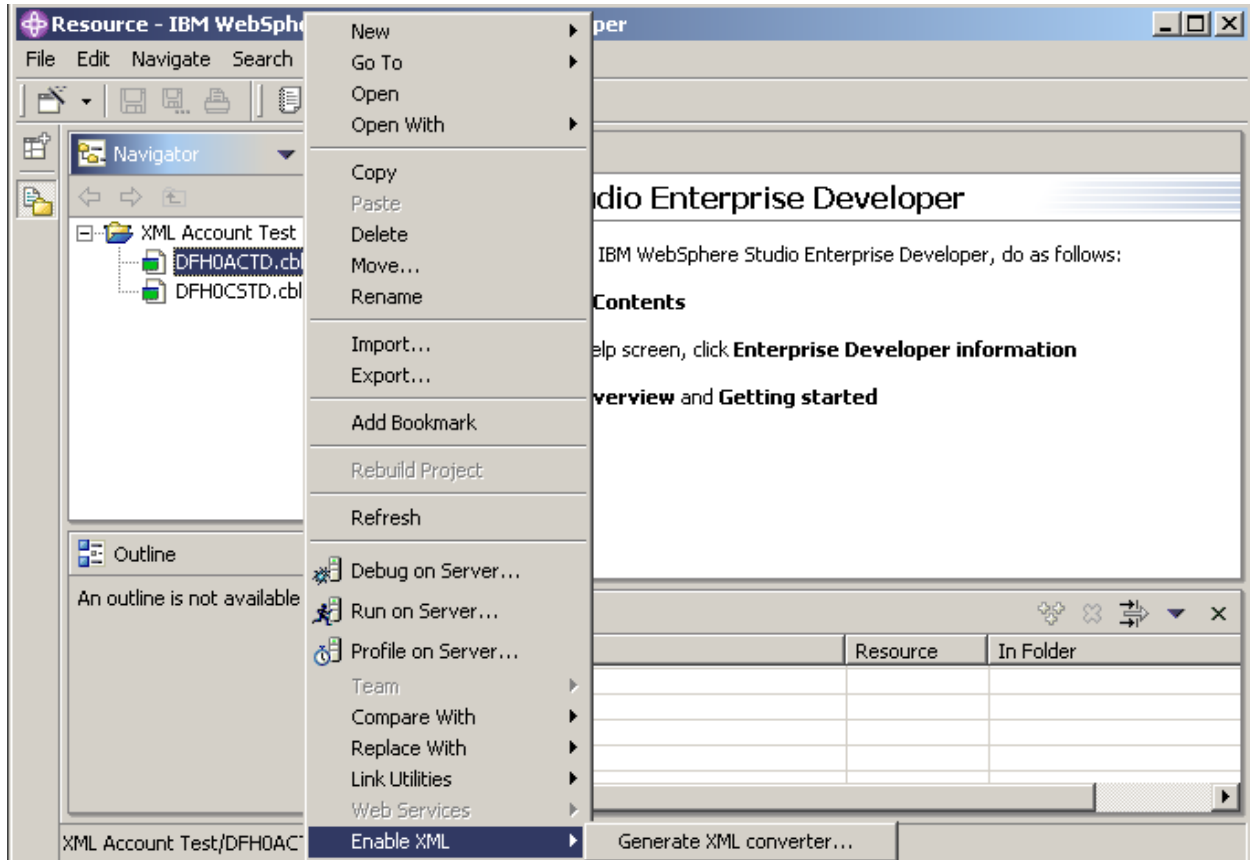 Resource - IBM WebSphe per
File Edit Navigate Search
Navigator
XML Account Test
DFH0ACTD.cbl
DFH0CSTD.cbl
Outline
An outline is not available
XML Account Test/DFH0ACT
New
Go To
Open
Open With
Copy
Paste
Delete
Move...
Rename
Import...
Export...
Add Bookmark
Rebuild Project
Refresh
Debug on Server...
Run on Server...
Profile on Server...
Team
Compare With
Replace With
Link Utilities
Web Services
Enable XML
Generate XML converter...
dio Enterprise Developer
IBM WebSphere Studio Enterprise Developer, do as follows:
Contents
elp screen, click Enterprise Developer information
verview and Getting started
Resource In Folder